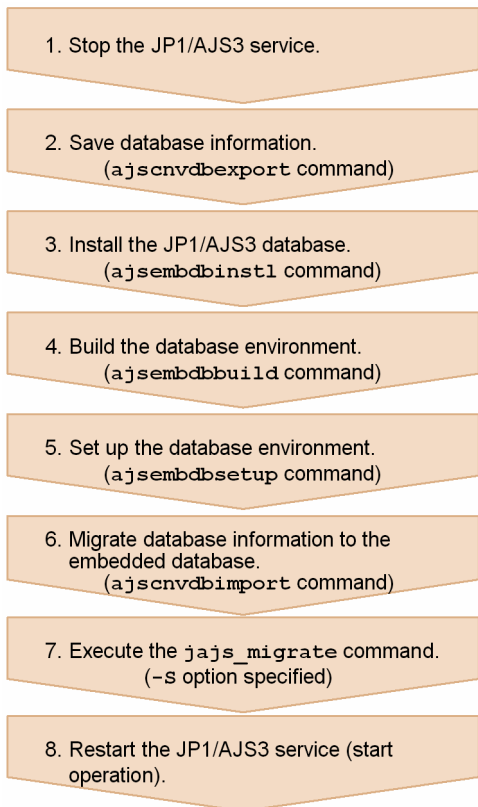 1. Stop the JP1/AJS3 service.
2. Save database information.
(ajscnvdbexport command)
3. Install the JP1/AJS3 database.
(ajsembdbinstl command)
4. Build the database environment.
(ajsembdbbuild command)
5. Set up the database environment.
(ajsembdbsetup command)
6. Migrate database information to the
embedded database.
(ajscnvdbimport command)
7. Execute the jajs_migrate command.
(-S option specified)
8. Restart the JP1/AJS3 service (start
operation).